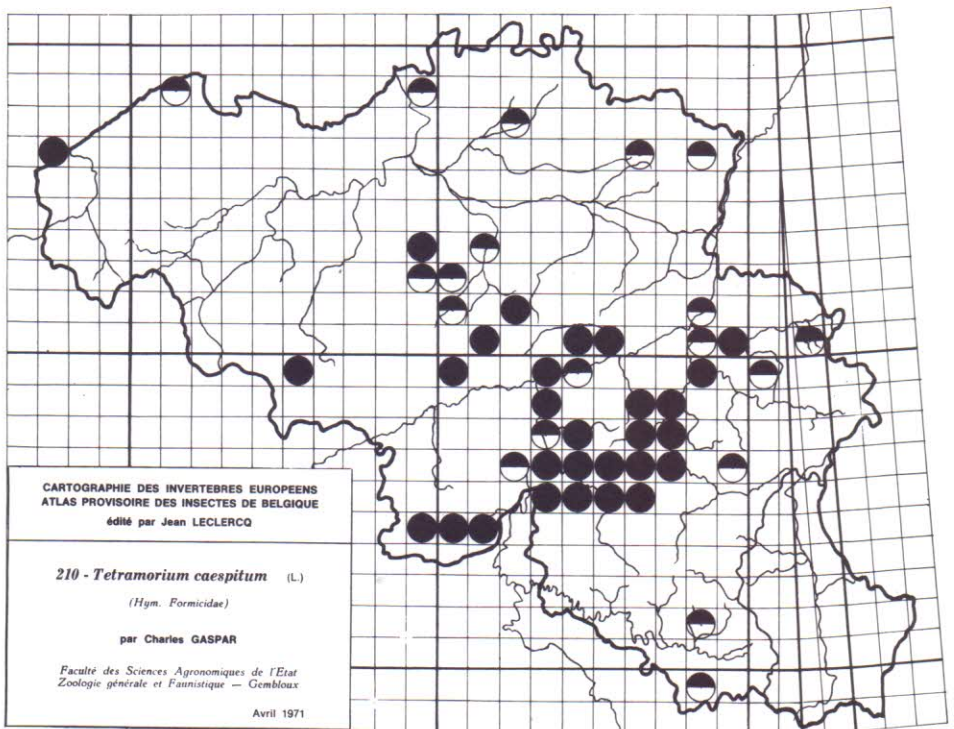 CARTOGRAPHIE DES INVERTEBRES EUROPEENS
ATLAS PROVISOIRE DES INSECTES DE BELGIQUE
édité par Jean LECLERCQ
210 - Tetramorium caespitum (L.)
(Hym. Formicidae)
par Charles GASPAR
Faculté des Sciences Agronomiques de l'Etat
Zoologie générale et Faunistique — Gembloux
Avril 1971